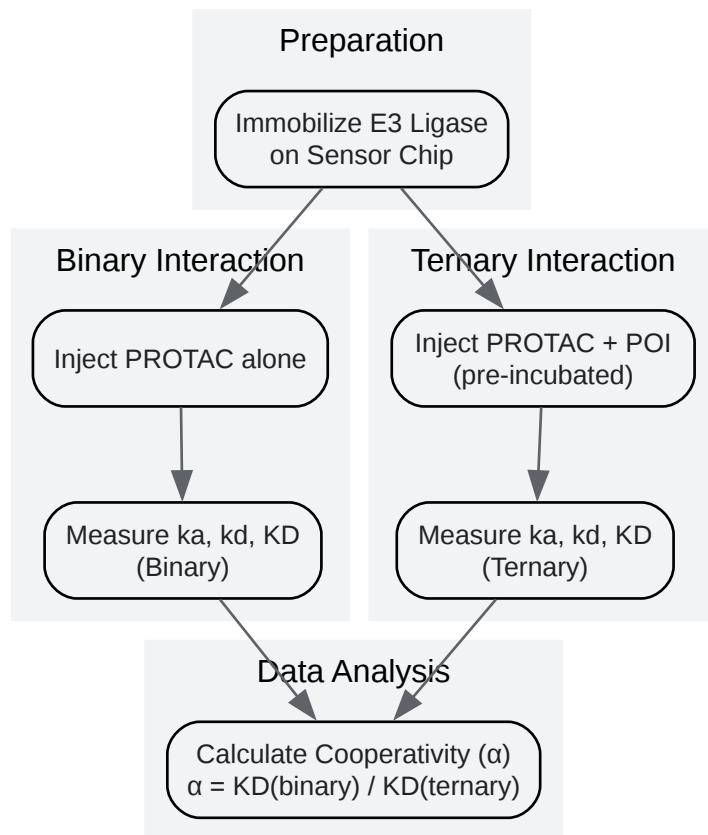 Preparation
Immobilize E3 Ligase
on Sensor Chip
Binary Interaction
Inject PROTAC alone
Measure ka, kd, KD
(Binary)
Ternary Interaction
Inject PROTAC + POI
(pre-incubated)
Measure ka, kd, KD
(Ternary)
Data Analysis
Calculate Cooperativity (α)
α = KD(binary) / KD(ternary)